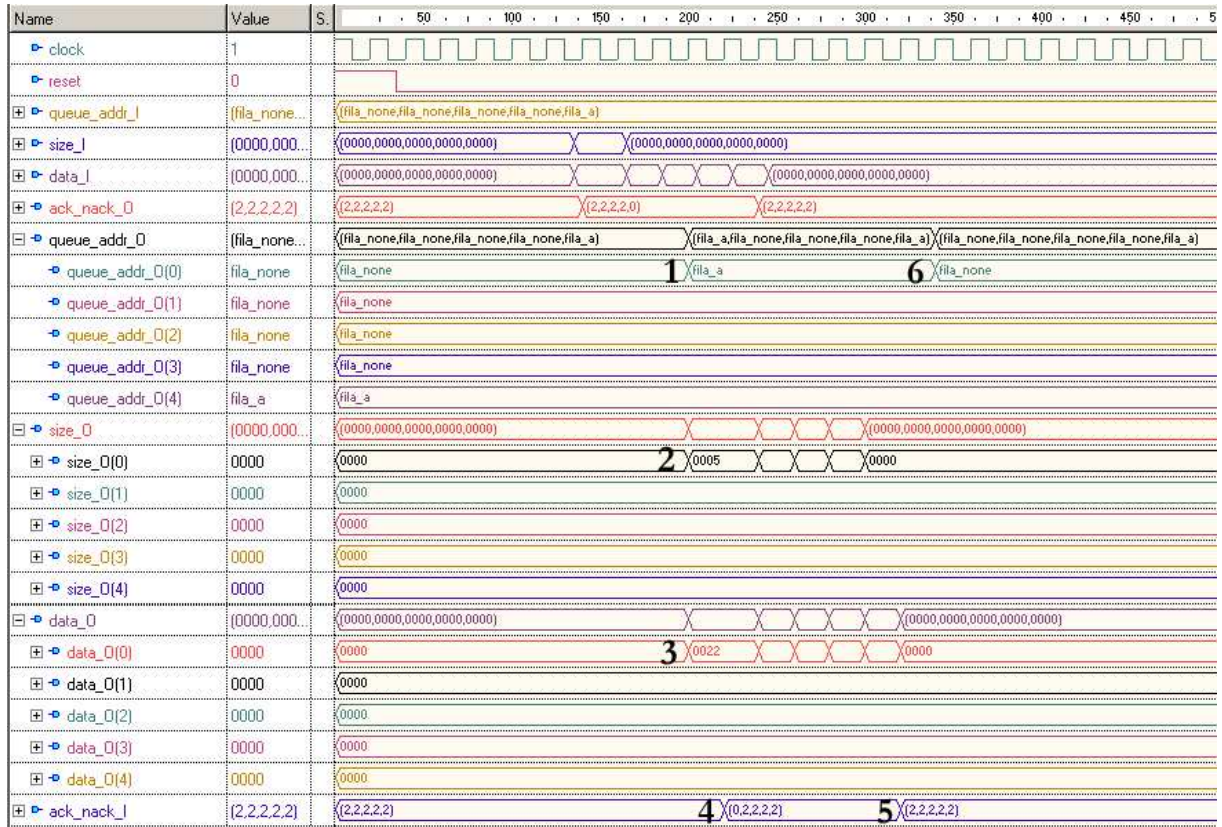 Name Value S. 50 100 150 200 250 300 350 400 450 5
clock 1
reset 0
queue_addr_I (fila_none... (fila_none,fila_none,fila_none,fila_none,fila_a)
size_I (0000,000... (0000,0000,0000,0000,0000) (0000,0000,0000,0000,0000)
data_I (0000,000... (0000,0000,0000,0000,0000) (0000,0000,0000,0000,0000)
ack_nack_O (2,2,2,2,2) (2,2,2,2,2) (2,2,2,2,0) (2,2,2,2,2)
queue_addr_O (fila_none... (fila_none,fila_none,fila_none,fila_none,fila_a) (fila_a,fila_none,fila_none,fila_none,fila_a) (fila_none,fila_none,fila_none,fila_none,fila_a)
queue_addr_O(0) fila_none fila_none 1 fila_a 6 fila_none
queue_addr_O(1) fila_none fila_none
queue_addr_O(2) fila_none fila_none
queue_addr_O(3) fila_none fila_none
queue_addr_O(4) fila_a fila_a
size_O (0000,000... (0000,0000,0000,0000,0000) (0000,0000,0000,0000,0000)
size_O(0) 0000 0000 2 0005 0000
size_O(1) 0000 0000
size_O(2) 0000 0000
size_O(3) 0000 0000
size_O(4) 0000 0000
data_O (0000,000... (0000,0000,0000,0000,0000) (0000,0000,0000,0000,0000)
data_O(0) 0000 0000 3 0022 0000
data_O(1) 0000 0000
data_O(2) 0000 0000
data_O(3) 0000 0000
data_O(4) 0000 0000
ack_nack_I (2,2,2,2,2) (2,2,2,2,2) 4 (0,2,2,2,2) 5 (2,2,2,2,2)